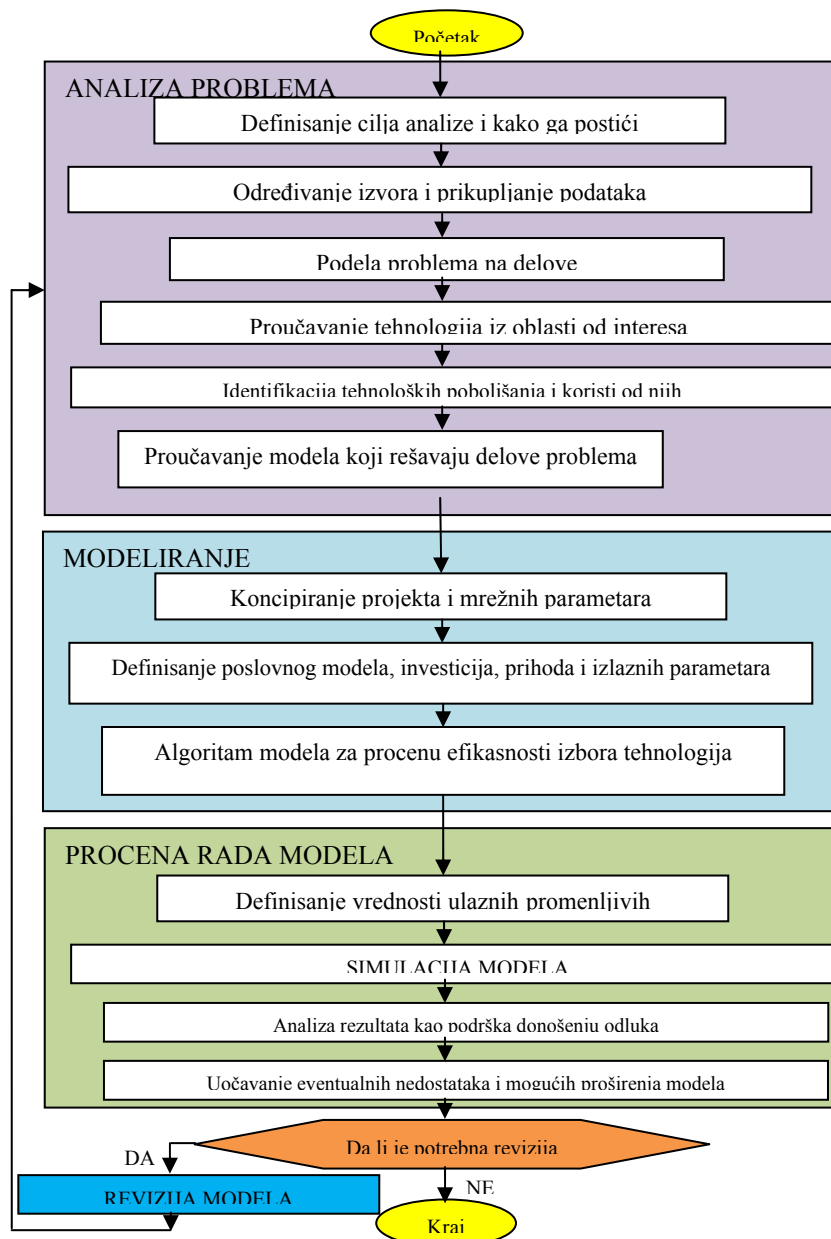 Početak
ANALIZA PROBLEMA
Definisanje cilja analize i kako ga postići
Određivanje izvora i prikupljanje podataka
Podela problema na delove
Proučavanje tehnologija iz oblasti od interesa
Identifikacija tehnoloških poboljšanja i koristi od njih
Proučavanje modela koji rešavaju delove problema
MODELIRANJE
Koncipiranje projekta i mrežnih parametara
Definisanje poslovnog modela, investicija, prihoda i izlaznih parametara
Algoritam modela za procenu efikasnosti izbora tehnologija
PROCENA RADA MODELA
Definisanje vrednosti ulaznih promenljivih
SIMULACIJA MODELA
Analiza rezultata kao podrška donošenju odluka
Uočavanje eventualnih nedostataka i mogućih proširenja modela
Da li je potrebna revizija
DA
REVIZIJA MODELA
NE
Kraj